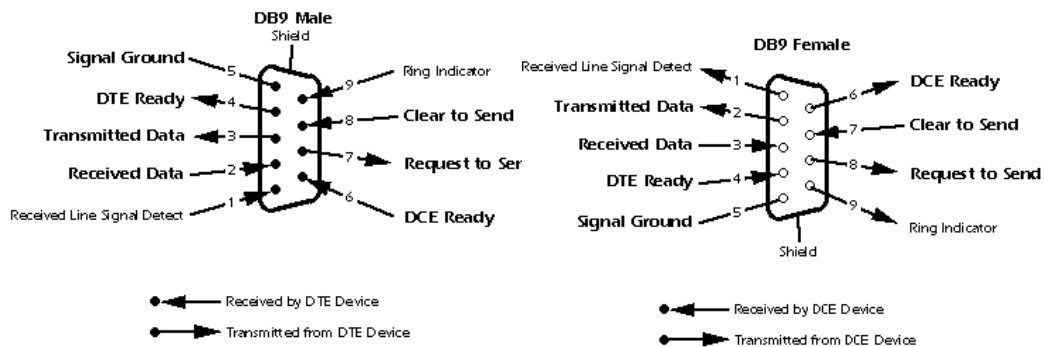 DB9 Male
Shield
Signal Ground
5
DTE Ready
4
Transmitted Data
3
Received Data
2
Received Line Signal Detect
1
9
Ring Indicator
8
Clear to Send
7
Request to Ser
6
DCE Ready
Received by DTE Device
Transmitted from DTE Device
DB9 Female
Received Line Signal Detect
1
Transmitted Data
2
Received Data
3
DTE Ready
4
Signal Ground
5
6
DCE Ready
7
Clear to Send
8
Request to Send
9
Ring Indicator
Shield
Received by DCE Device
Transmitted from DCE Device